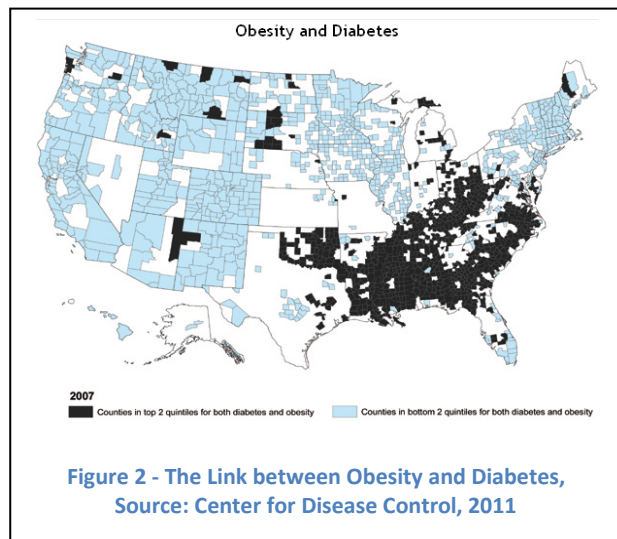 Obesity and Diabetes
2007
Counties in top 2 quintiles for both diabetes and obesity
Counties in bottom 2 quintiles for both diabetes and obesity
Figure 2 - The Link between Obesity and Diabetes,
Source: Center for Disease Control, 2011